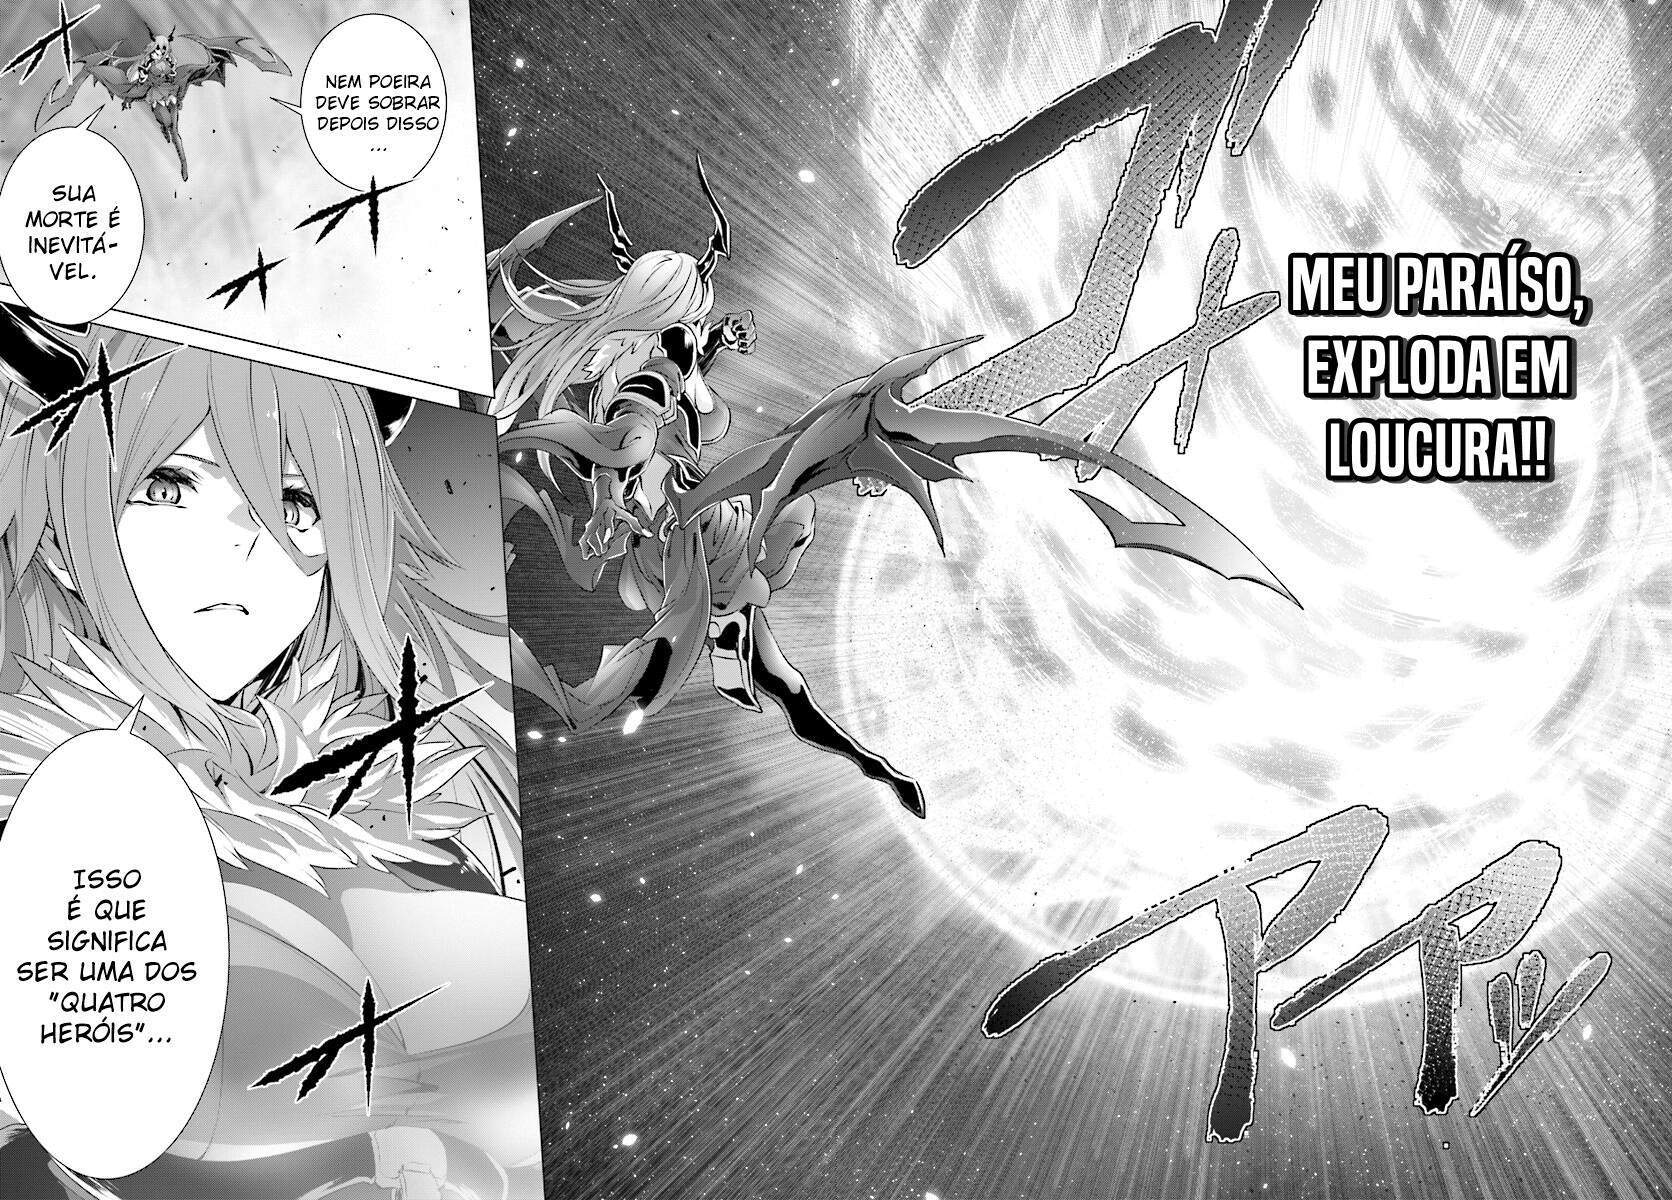 MEU PARAÍSO,
EXPLODA EM
LOUCURA!!
NEM POEIRA
DEVE SOBRAR
DEPOIS DISSO
...
SUA
MORTE É
INEVITÁ-
VEL.
ISSO
É QUE
SIGNIFICA
SER UMA DOS
"QUATRO
HERÓIS"...